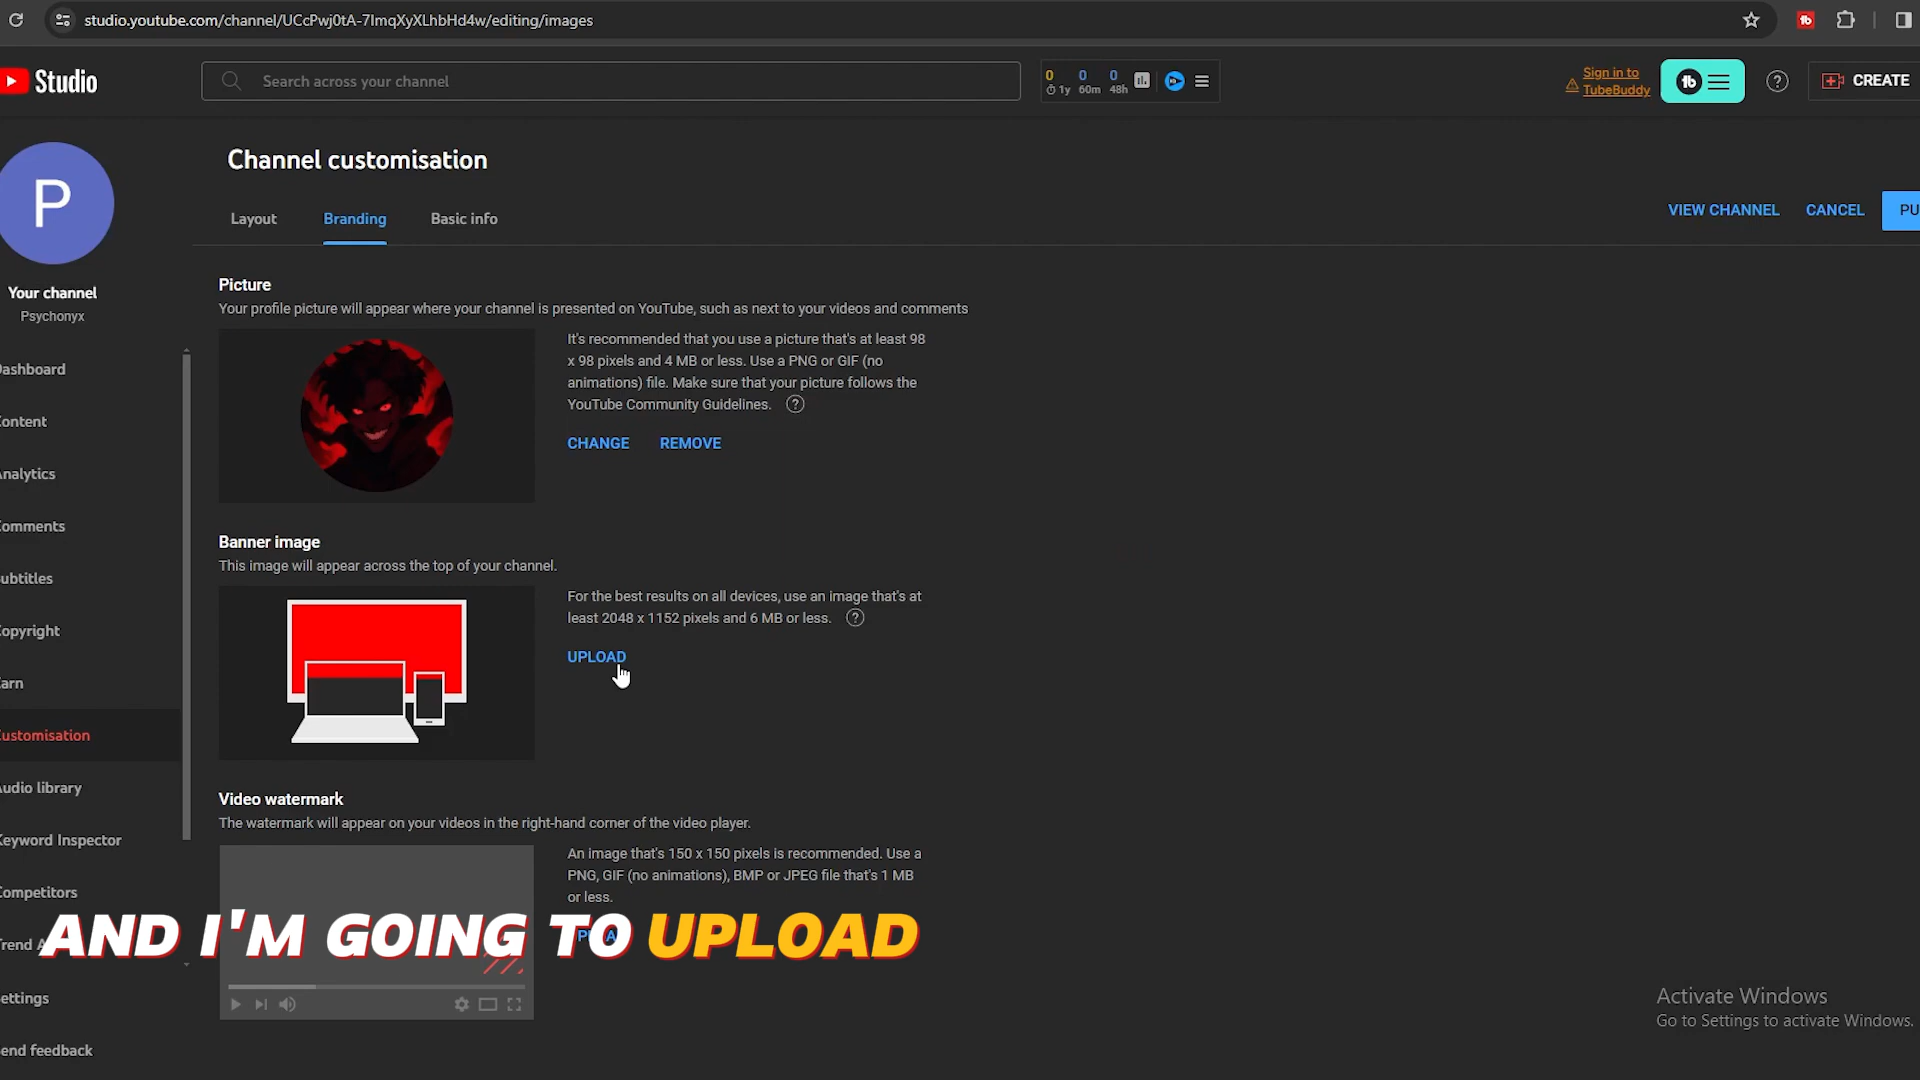 studio.youtube.com/channel/UCcPwj0tA-7ImqXyXLhbHd4w/editing/images
Studio
Search across your channel
0 0 0
1y 60m 48h
Sign in to
TubeBuddy
tb
?
CREATE
P
Your channel
Psychonyx
Channel customisation
Layout
Branding
Basic info
VIEW CHANNEL
CANCEL
PU
Dashboard
ontent
nalytics
omments
ubtitles
opyright
arn
ustomisation
udio library
Keyword Inspector
ompetitors
rend A
ettings
end feedback
Picture
Your profile picture will appear where your channel is presented on YouTube, such as next to your videos and comments
It's recommended that you use a picture that's at least 98
x 98 pixels and 4 MB or less. Use a PNG or GIF (no
animations) file. Make sure that your picture follows the
YouTube Community Guidelines. ?
CHANGE
REMOVE
Banner image
This image will appear across the top of your channel.
For the best results on all devices, use an image that's at
least 2048 x 1152 pixels and 6 MB or less. ?
UPLOAD
Video watermark
The watermark will appear on your videos in the right-hand corner of the video player.
An image that's 150 x 150 pixels is recommended. Use a
PNG, GIF (no animations), BMP or JPEG file that's 1 MB
or less.
AND I'M GOING TO UPLOAD
Activate Windows
Go to Settings to activate Windows.